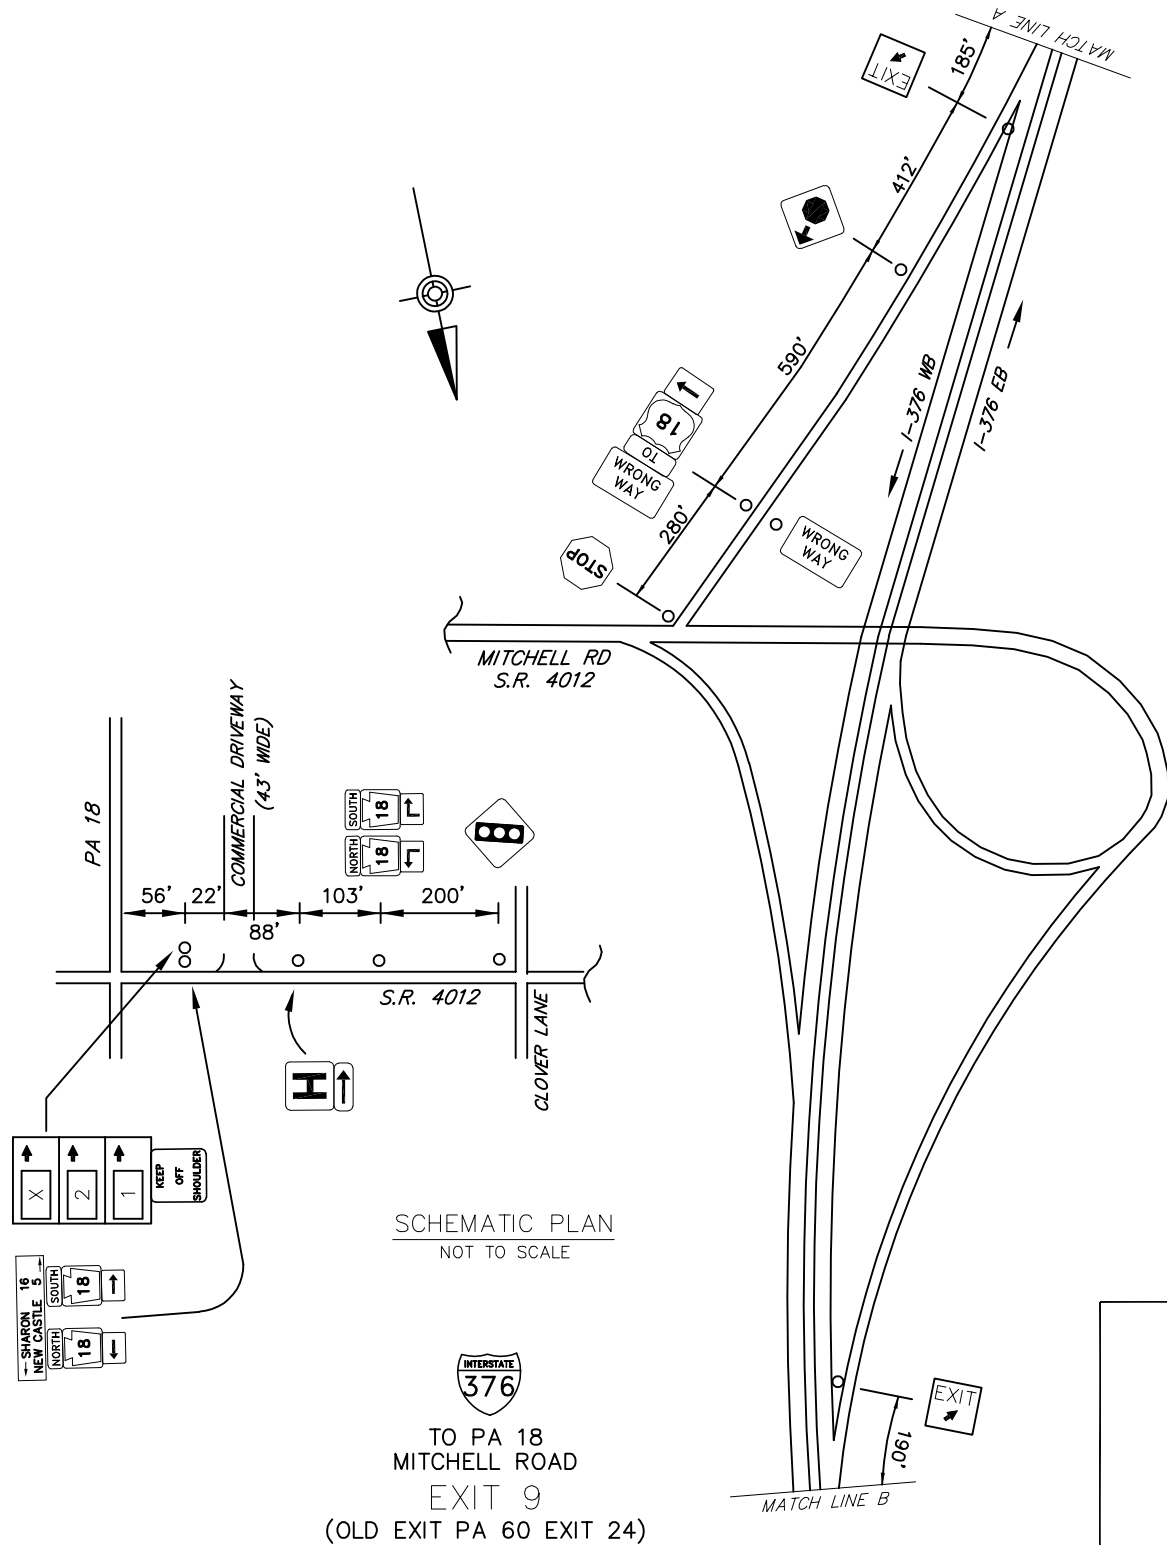 MATCH LINE A
185'
EXIT
412'
590'
18
TO
WRONG
WAY
280'
WRONG
WAY
STOP
I-376 WB
I-376 EB
MITCHELL RD
S.R. 4012
PA 18
COMMERCIAL DRIVEWAY
(43' WIDE)
SOUTH
18
NORTH
18
56'
22'
103'
200'
88'
S.R. 4012
CLOVER LANE
H
X
2
1
KEEP
OFF
SHOULDER
SHARON 16
NEW CASTLE 5
SOUTH
18
NORTH
18
SCHEMATIC PLAN
NOT TO SCALE
INTERSTATE
376
TO PA 18
MITCHELL ROAD
EXIT 9
(OLD EXIT PA 60 EXIT 24)
EXIT
190'
MATCH LINE B